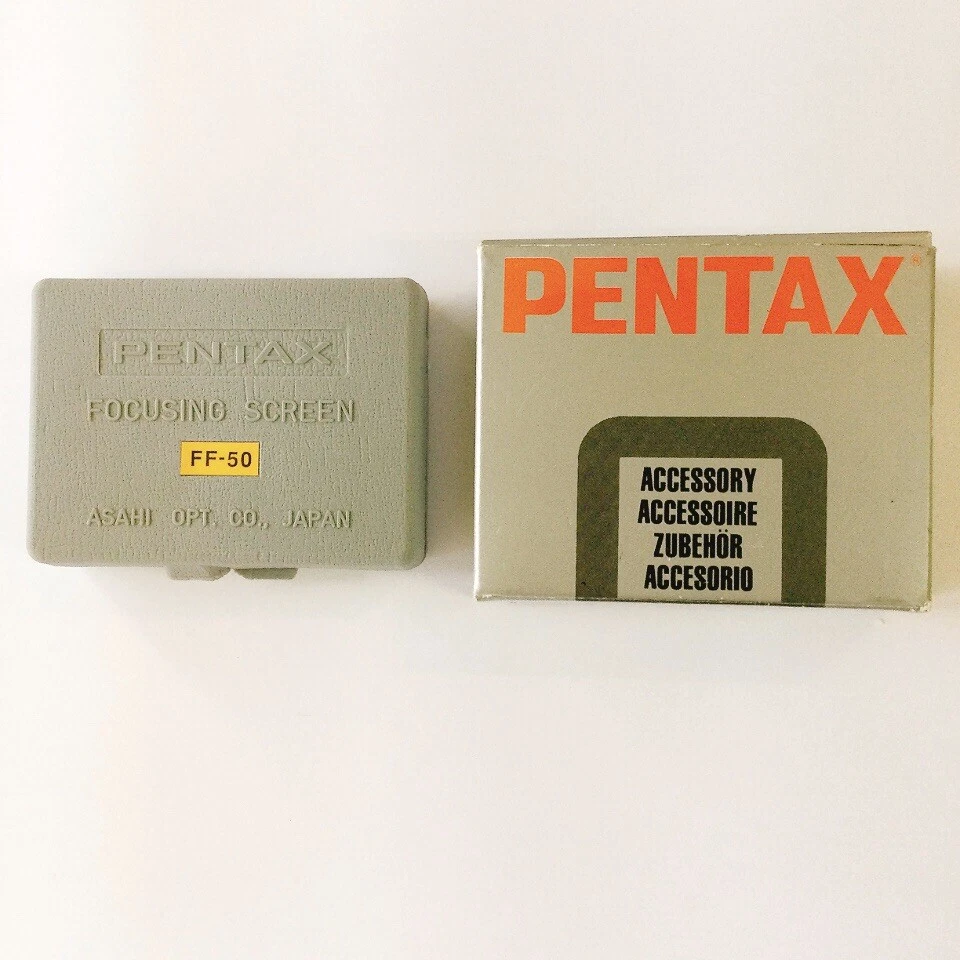 PENTAX
FOCUSING SCREEN
FF-50
ASAHI OPT. CO., JAPAN
PENTAX®
ACCESSORY
ACCESSOIRE
ZUBEHÖR
ACCESORIO